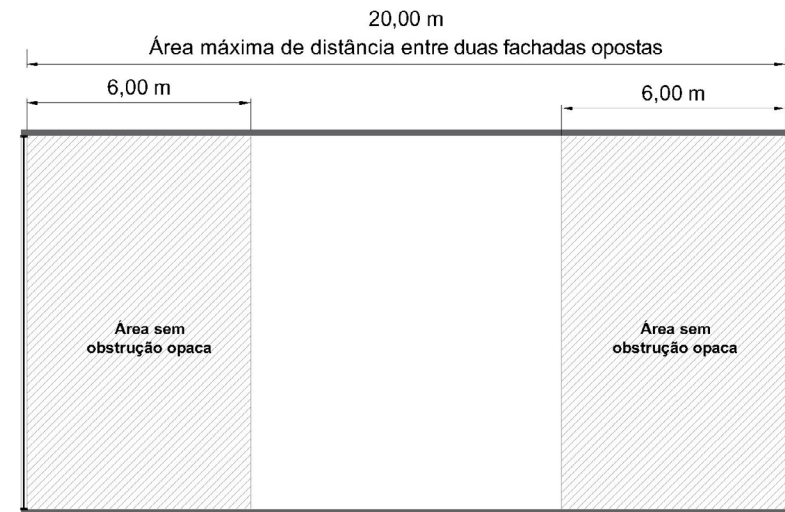 20,00 m
Área máxima de distância entre duas fachadas opostas
6,00 m
6,00 m
Área sem
obstrução opaca
Área sem
obstrução opaca